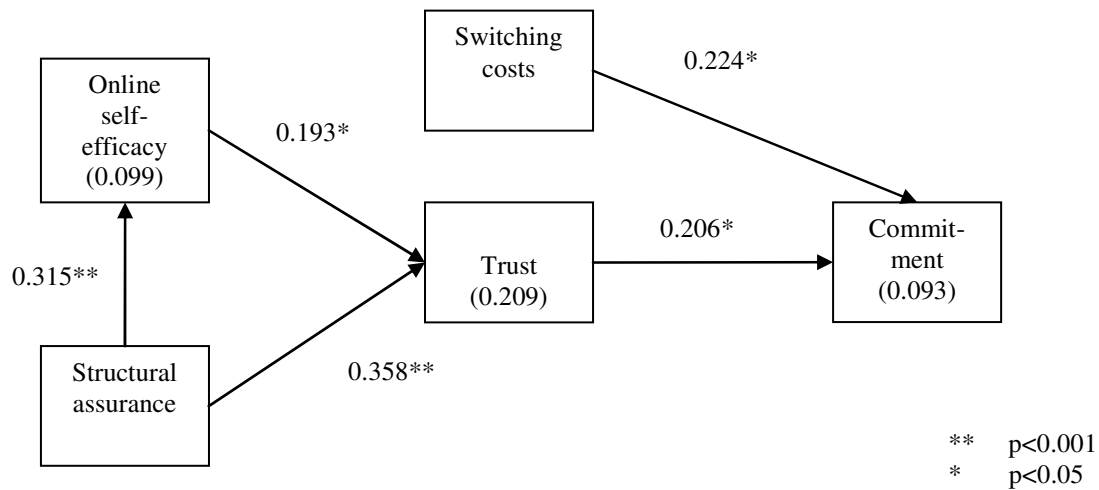 Switching
costs
0.224*
Online
self-
efficacy
(0.099)
0.193*
0.206*
Commit-
ment
(0.093)
Trust
(0.209)
0.315**
Structural
assurance
0.358**
** p<0.001
* p<0.05